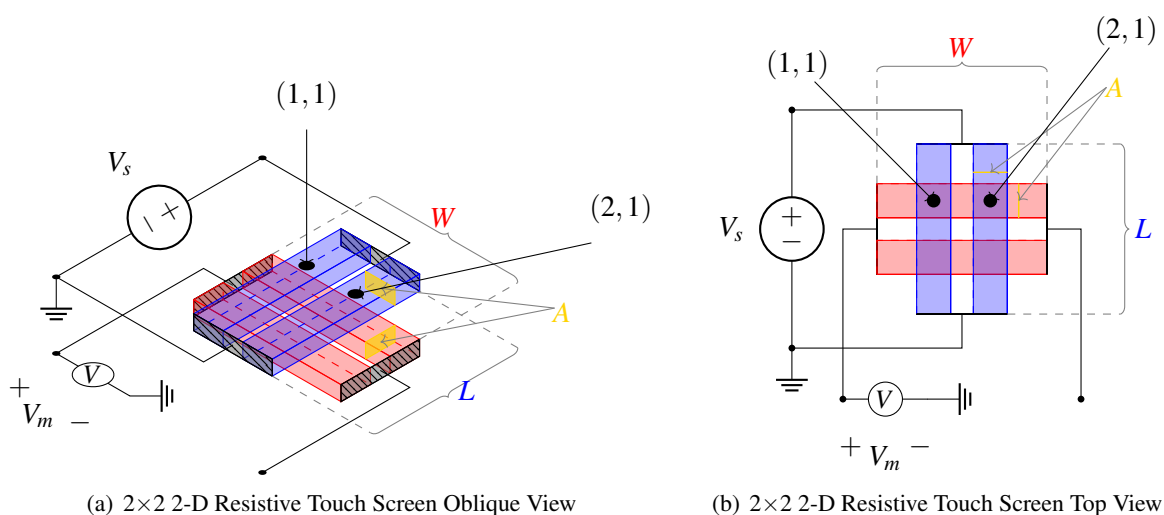 (1,1)
V_s
− +
W
(2,1)
A
V
+
V_m −
L
(a) 2×2 2-D Resistive Touch Screen Oblique View
W
(2,1)
(1,1)
A
V_s
+
−
L
V
+ V_m −
(b) 2×2 2-D Resistive Touch Screen Top View